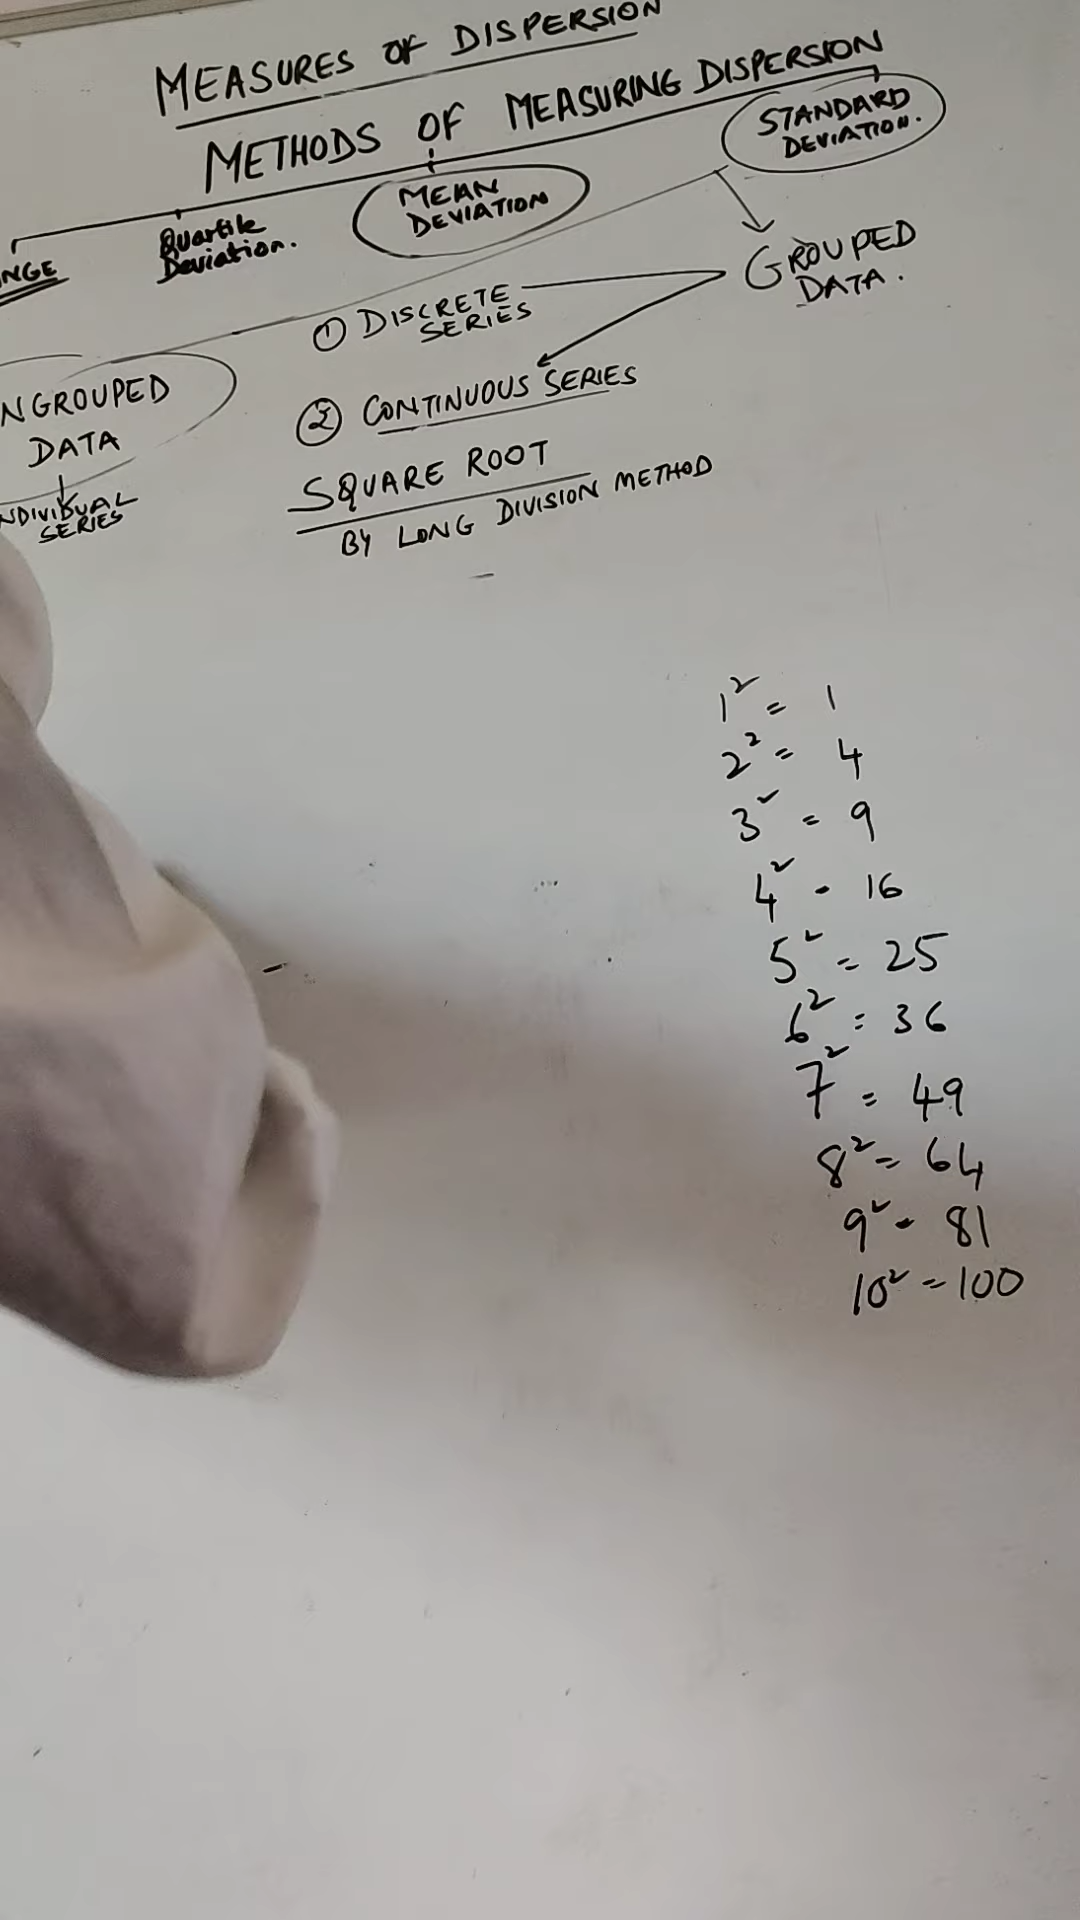 MEASURES OF DISPERSION
METHODS OF MEASURING DISPERSION
NGE
Quartile
Deviation.
MEAN
DEVIATION
STANDARD
DEVIATION.
GROUPED
DATA.
① DISCRETE
SERIES
② CONTINUOUS SERIES
NGROUPED
DATA
NDIVIDUAL
SERIES
SQUARE ROOT
BY LONG DIVISION METHOD
1² = 1
2² = 4
3² = 9
4² - 16
5² = 25
6² = 36
7² = 49
8² = 64
9² - 81
10² = 100